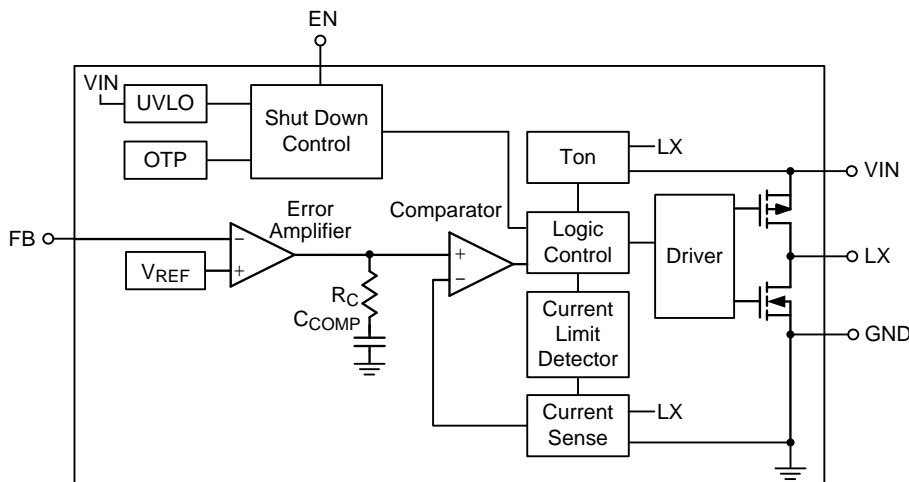 EN
VIN
UVLO
Shut Down
Control
OTP
Ton
LX
VIN
Error
Amplifier
Comparator
FB
−
+
VREF
+
−
Logic
Control
Driver
LX
RC
CCOMP
Current
Limit
Detector
GND
Current
Sense
LX